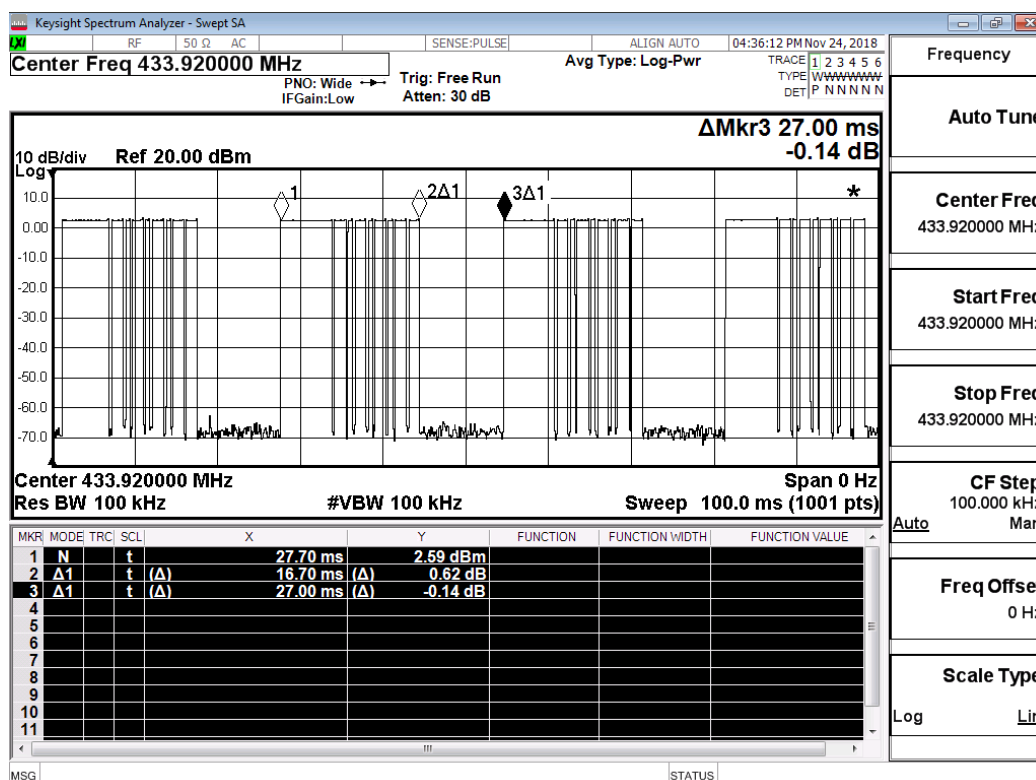 Keysight Spectrum Analyzer - Swept SA
LXI RF 50 Ω AC SENSE:PULSE ALIGN AUTO 04:36:12 PM Nov 24, 2018
Center Freq 433.920000 MHz
PNO: Wide
IFGain:Low
Trig: Free Run
Atten: 30 dB
Avg Type: Log-Pwr
TRACE 1 2 3 4 5 6
TYPE WWWWWW
DET P N N N N N
ΔMkr3 27.00 ms
-0.14 dB
10 dB/div Ref 20.00 dBm
Log
1
2Δ1
3Δ1
*
10.0
0.00
-10.0
-20.0
-30.0
-40.0
-50.0
-60.0
-70.0
Center 433.920000 MHz Span 0 Hz
Res BW 100 kHz #VBW 100 kHz Sweep 100.0 ms (1001 pts)
MKR MODE TRC SCL X Y FUNCTION FUNCTION WIDTH FUNCTION VALUE
1 N t 27.70 ms 2.59 dBm
2 Δ1 t (Δ) 16.70 ms (Δ) 0.62 dB
3 Δ1 t (Δ) 27.00 ms (Δ) -0.14 dB
4
5
6
7
8
9
10
11
MSG STATUS
Frequency
Auto Tune
Center Freq
433.920000 MHz
Start Freq
433.920000 MHz
Stop Freq
433.920000 MHz
CF Step
100.000 kHz
Auto Man
Freq Offset
0 Hz
Scale Type
Log Lin